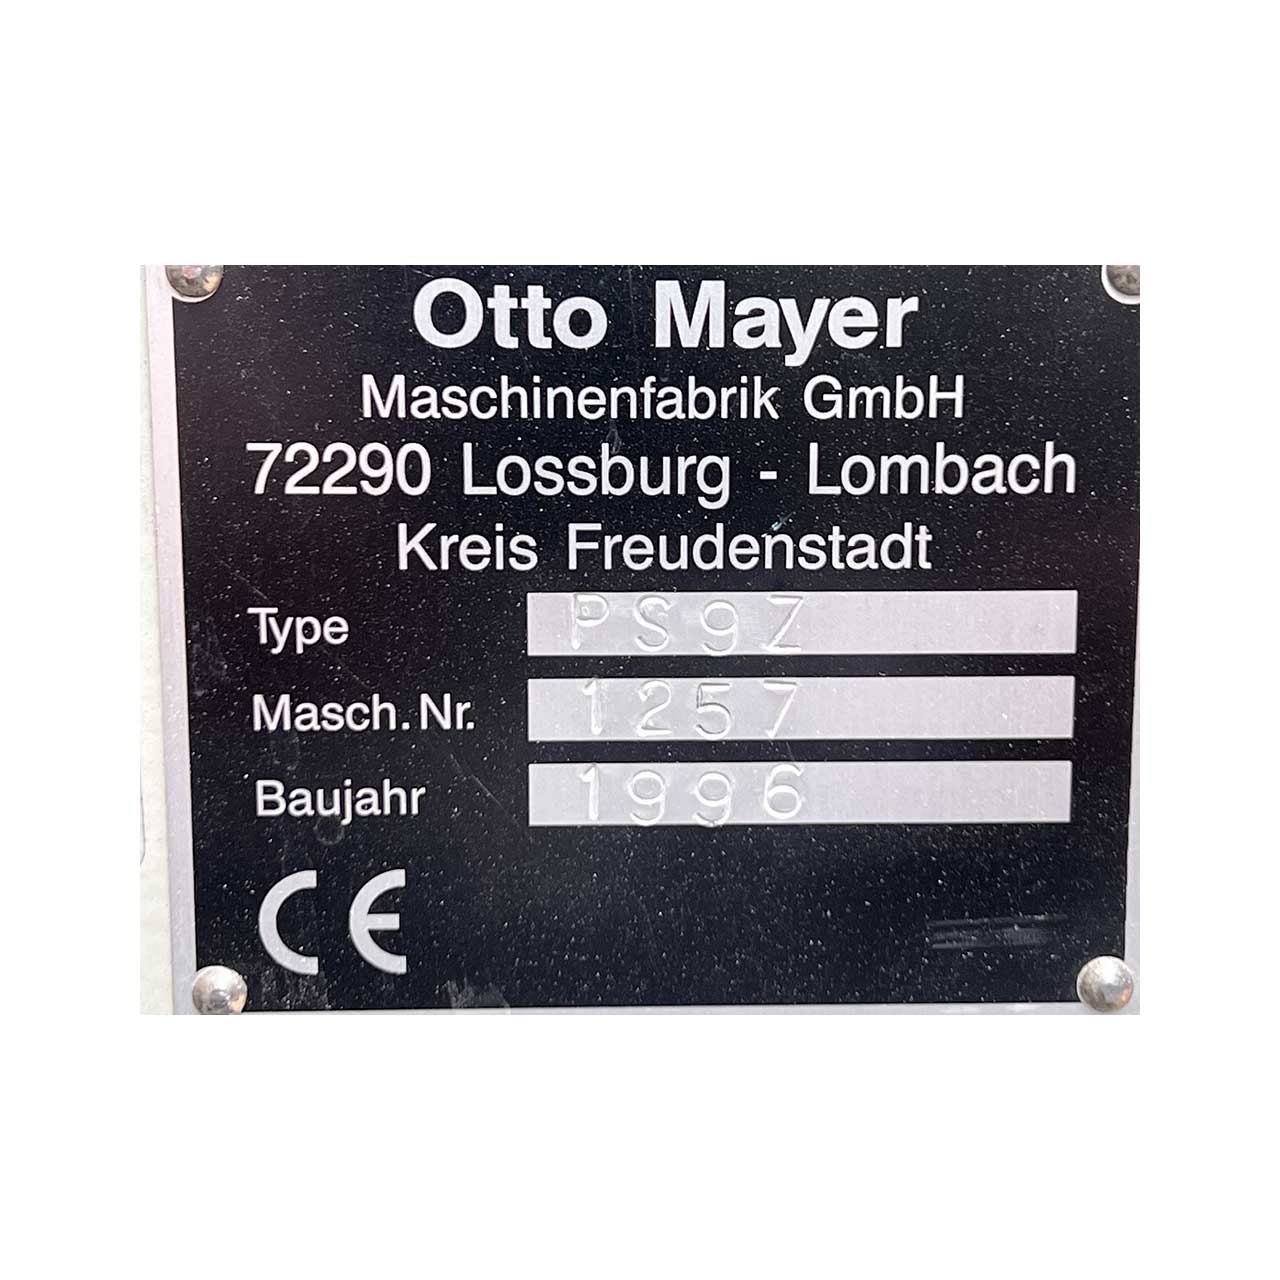 Otto Mayer
Maschinenfabrik GmbH
72290 Lossburg - Lombach
Kreis Freudenstadt
Type PS9Z
Masch.Nr. 1257
Baujahr 1996
CE